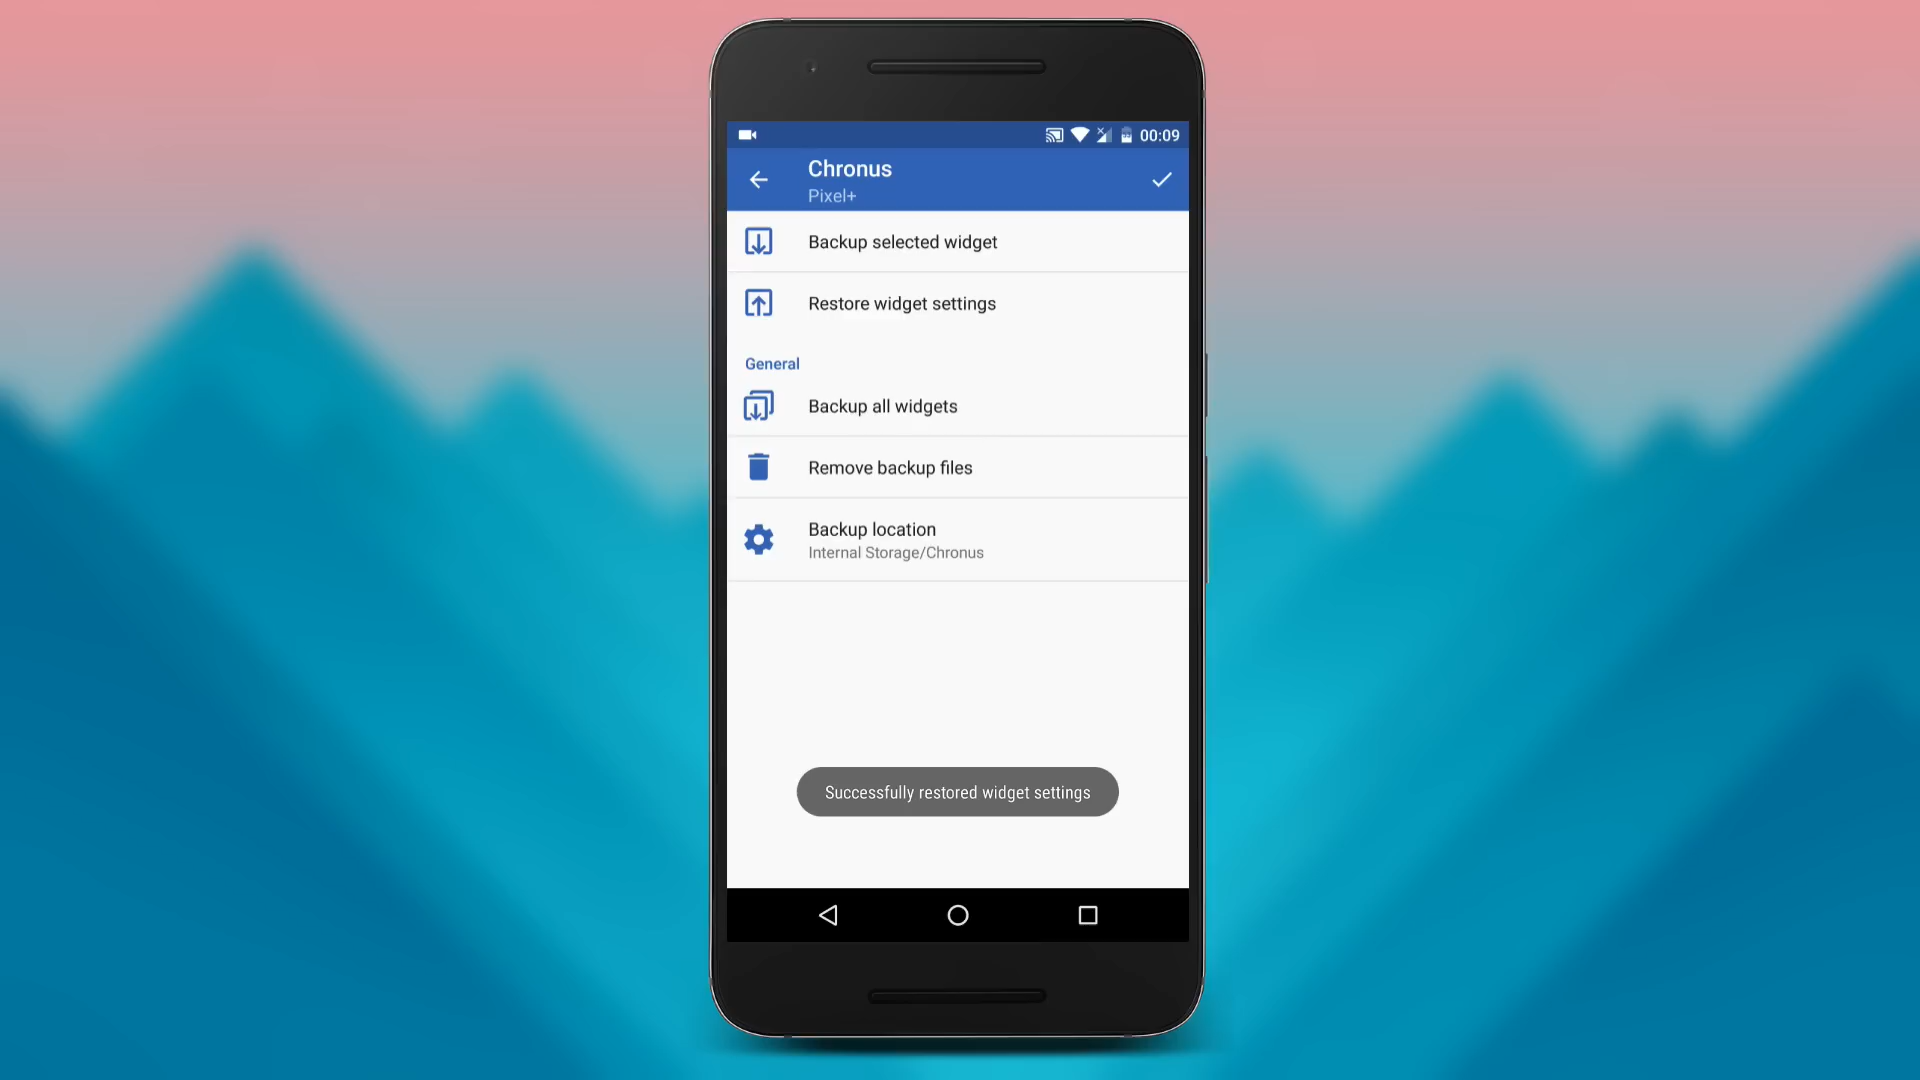 00:09
Chronus
Pixel+
Backup selected widget
Restore widget settings
General
Backup all widgets
Remove backup files
Backup location
Internal Storage/Chronus
Successfully restored widget settings